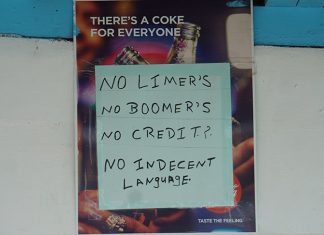 THERE'S A COKE
FOR EVERYONE
NO LIMER'S
NO BOOMER'S
NO CREDIT?.
NO INDECENT
LANGUAGE.
TASTE THE FEELING